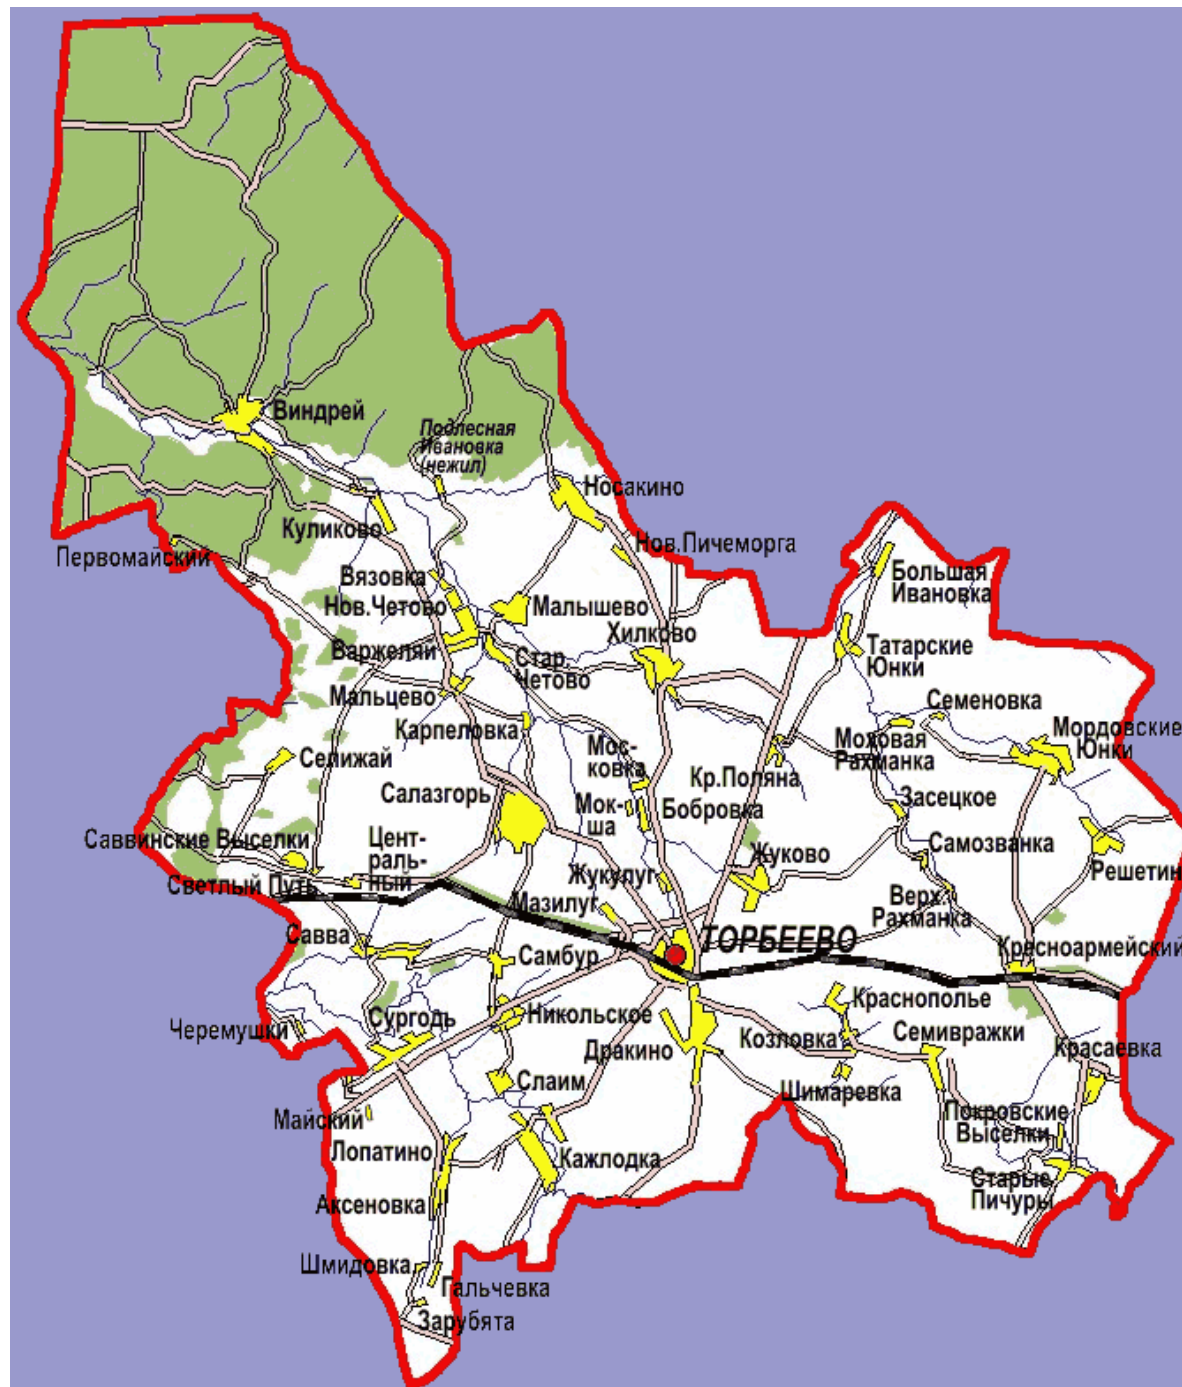 Виндрей
Подлесная
Ивановка
(нежил)
Носакино
Куликово
Нов.Пичеморга
Первомайский
Большая
Ивановка
Вязовка
Нов.Четово
Малышево
Хилково
Татарские
Юнки
Варжеляй
Стар.
Четово
Мальцево
Семеновка
Карпеловка
Мордовские
Юнки
Мос-
ковка
Моховая
Рахманка
Селижай
Кр.Поляна
Салазгорь
Засецкое
Мок-
ша
Бобровка
Саввинские Выселки
Цент-
раль-
ный
Самозванка
Жуково
Решетин
Светлый Путь
Жукулуг
Мазилуг
Верх.
Рахманка
Савва
ТОРБЕЕВО
Самбур
Кресноармейский
Краснополье
Черемушки
Сургодь
Никольское
Козловка
Семивражки
Дракино
Красаевка
Слаим
Шимаревка
Майский
Покровские
Выселки
Лопатино
Кажлодка
Старые
Пичуры
Аксеновка
Шмидовка
Гальчевка
Зарубята